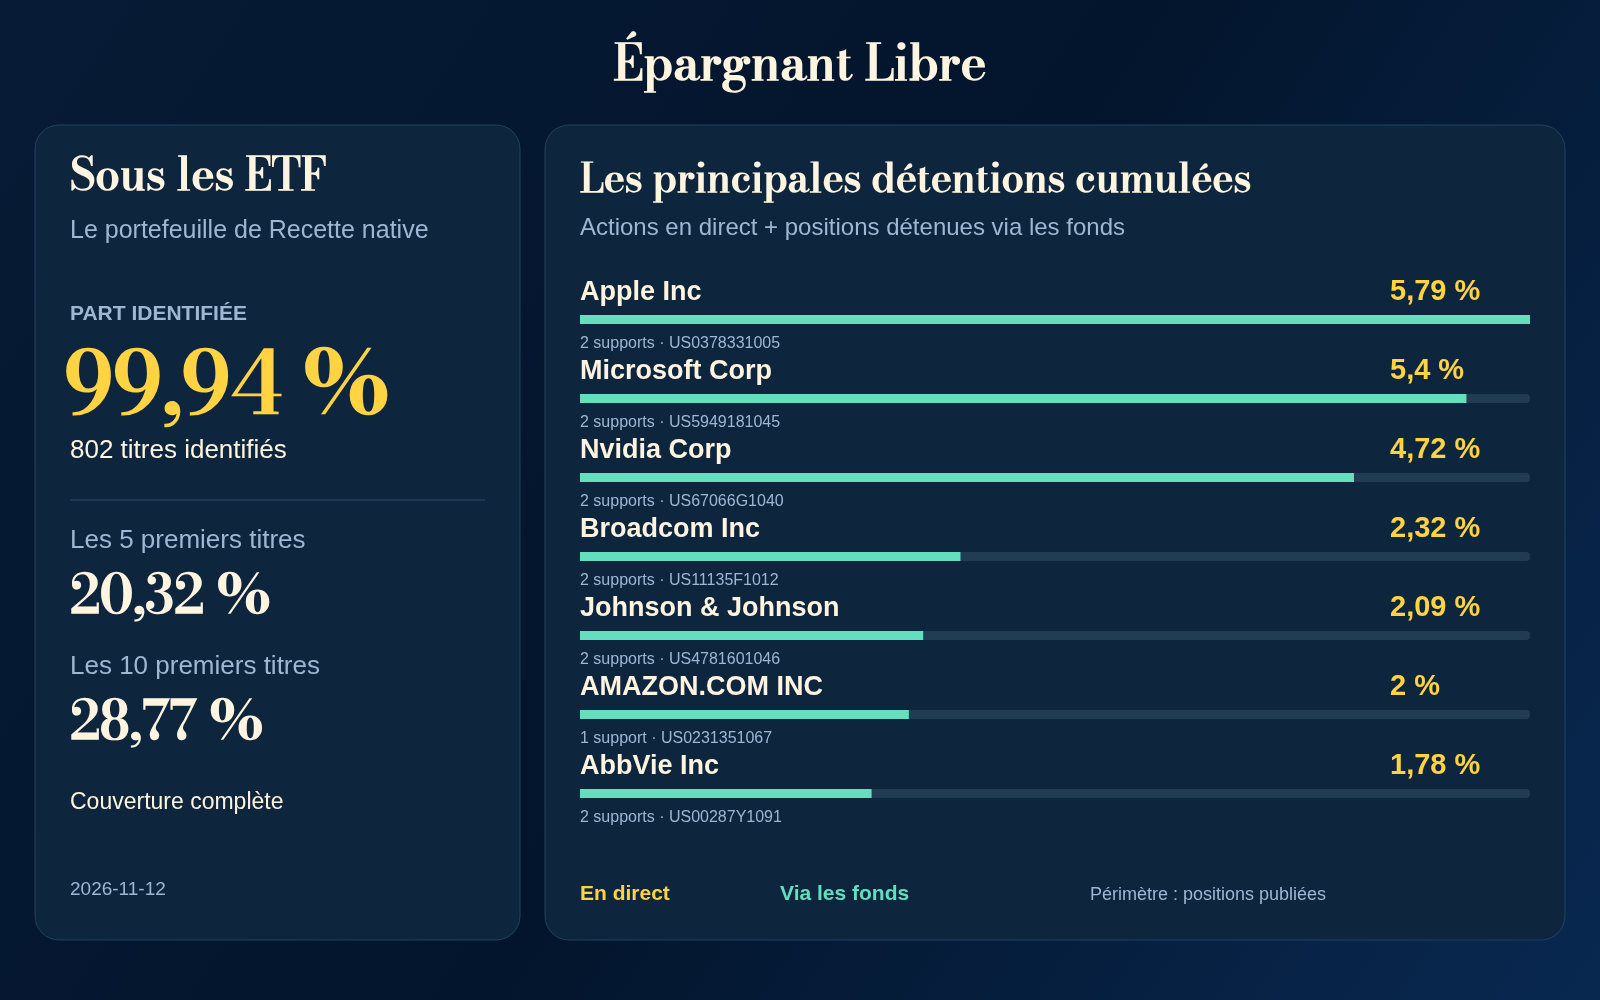 Épargnant Libre
Sous les ETF
Le portefeuille de Recette native
PART IDENTIFIÉE
99,94 %
802 titres identifiés
Les 5 premiers titres
20,32 %
Les 10 premiers titres
28,77 %
Couverture complète
2026-11-12
Les principales détentions cumulées
Actions en direct + positions détenues via les fonds
Apple Inc 5,79 %
2 supports · US0378331005
Microsoft Corp 5,4 %
2 supports · US5949181045
Nvidia Corp 4,72 %
2 supports · US67066G1040
Broadcom Inc 2,32 %
2 supports · US11135F1012
Johnson & Johnson 2,09 %
2 supports · US4781601046
AMAZON.COM INC 2 %
1 support · US0231351067
AbbVie Inc 1,78 %
2 supports · US00287Y1091
En direct Via les fonds Périmètre : positions publiées